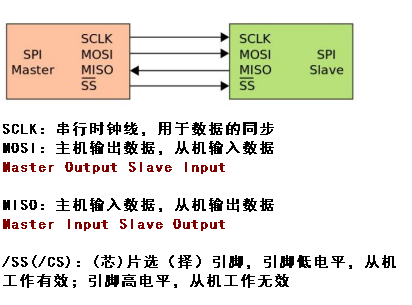 SCLK
SCLK
SPI
MOSI
MOSI
SPI
Master
MISO
MISO
Slave
SS
SS
SCLK: 串行时钟线，用于数据的同步
MOSI: 主机输出数据，从机输入数据
Master Output Slave Input
MISO: 主机输入数据，从机输出数据
Master Input Slave Output
/SS(/CS): (芯)片选（择）引脚，引脚低电平，从机
工作有效；引脚高电平，从机工作无效